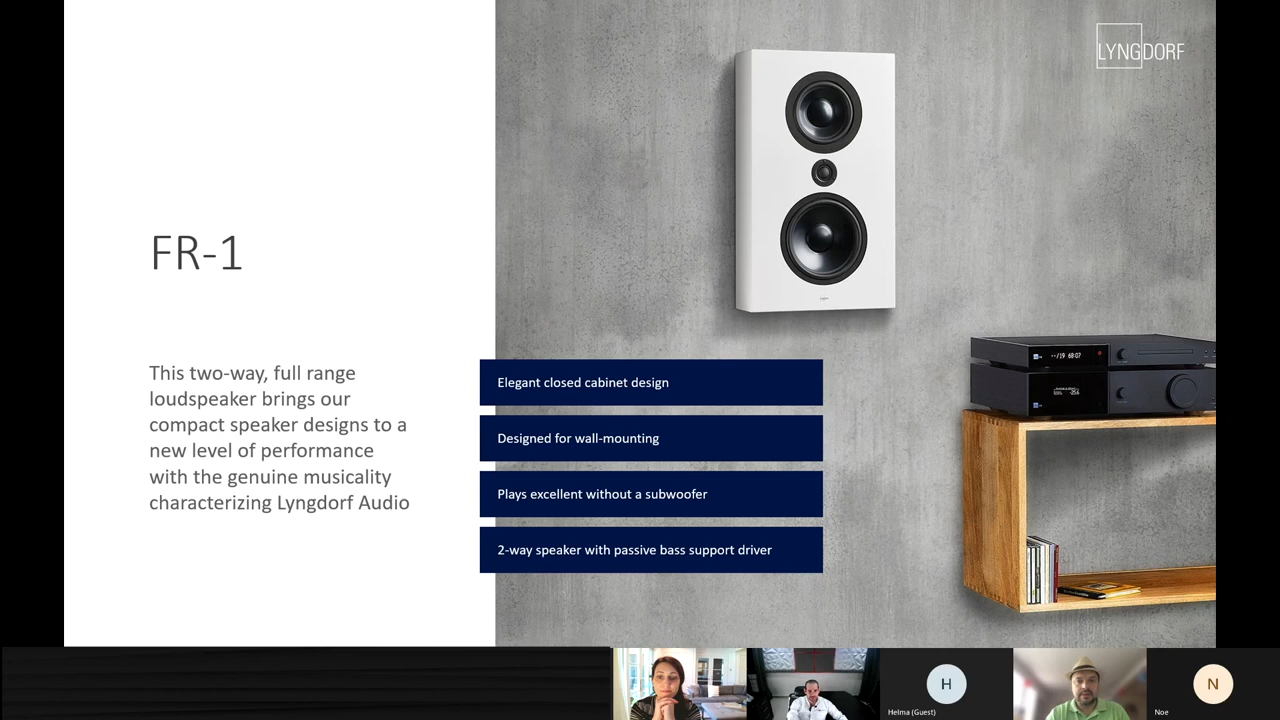 LYNGDORF
FR-1
This two-way, full range
loudspeaker brings our
compact speaker designs to a
new level of performance
with the genuine musicality
characterizing Lyngdorf Audio
Elegant closed cabinet design
Designed for wall-mounting
Plays excellent without a subwoofer
2-way speaker with passive bass support driver
H
Helma (Guest)
N
Noe